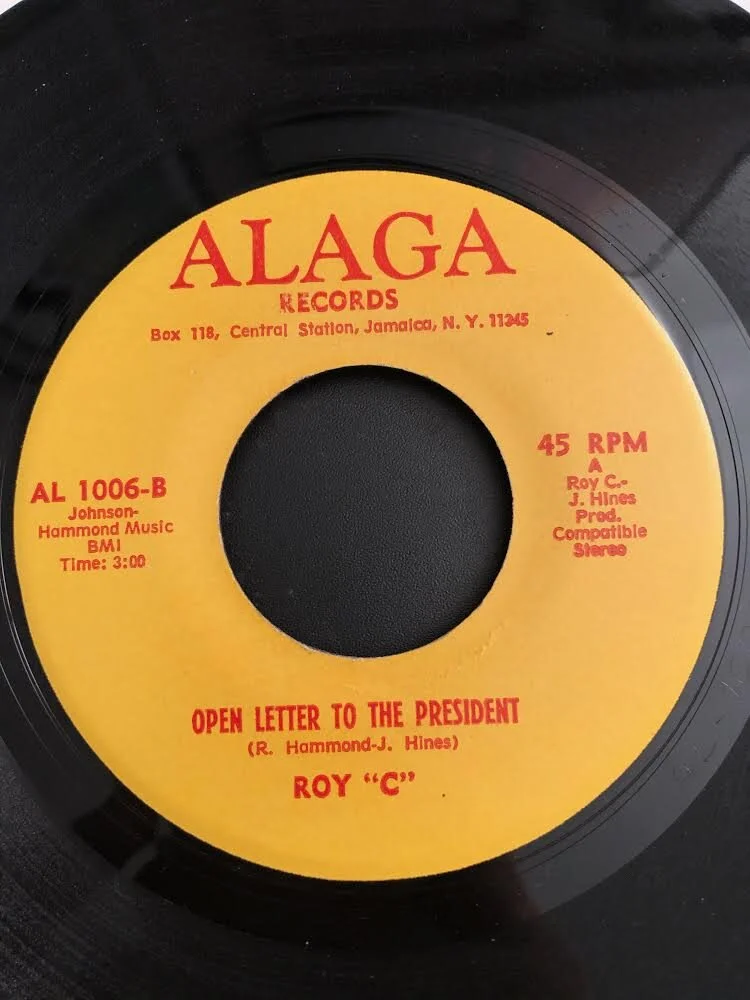 ALAGA
RECORDS
Box 118, Central Station, Jamaica, N. Y. 11345
AL 1006-B
Johnson-
Hammond Music
BMI
Time: 3:00
45 RPM
A
Roy C.-
J. Hines
Prod.
Compatible
Stereo
OPEN LETTER TO THE PRESIDENT
(R. Hammond-J. Hines)
ROY “C”